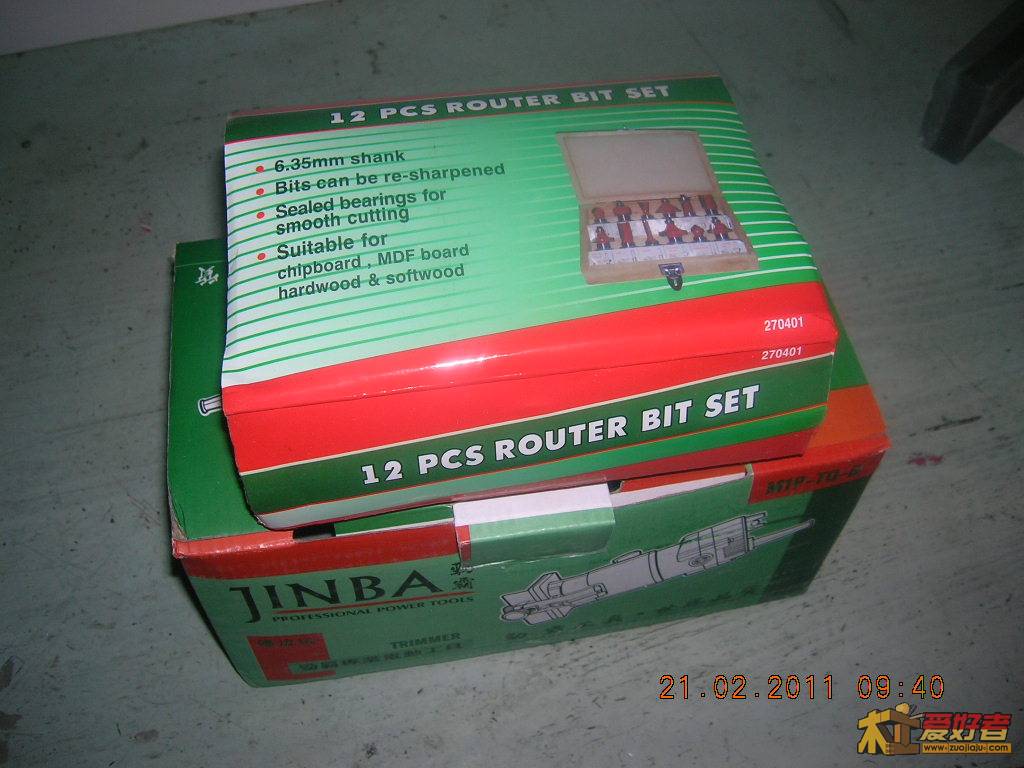 12 PCS ROUTER BIT SET
• 6.35mm shank
• Bits can be re-sharpened
• Sealed bearings for
smooth cutting
• Suitable for
chipboard , MDF board
hardwood & softwood
270401
270401
12 PCS ROUTER BIT SET
JINBA
PROFESSIONAL POWER TOOLS
TRIMMER
21.02.2011 09:40
木工爱好者
www.zuojiaju.com